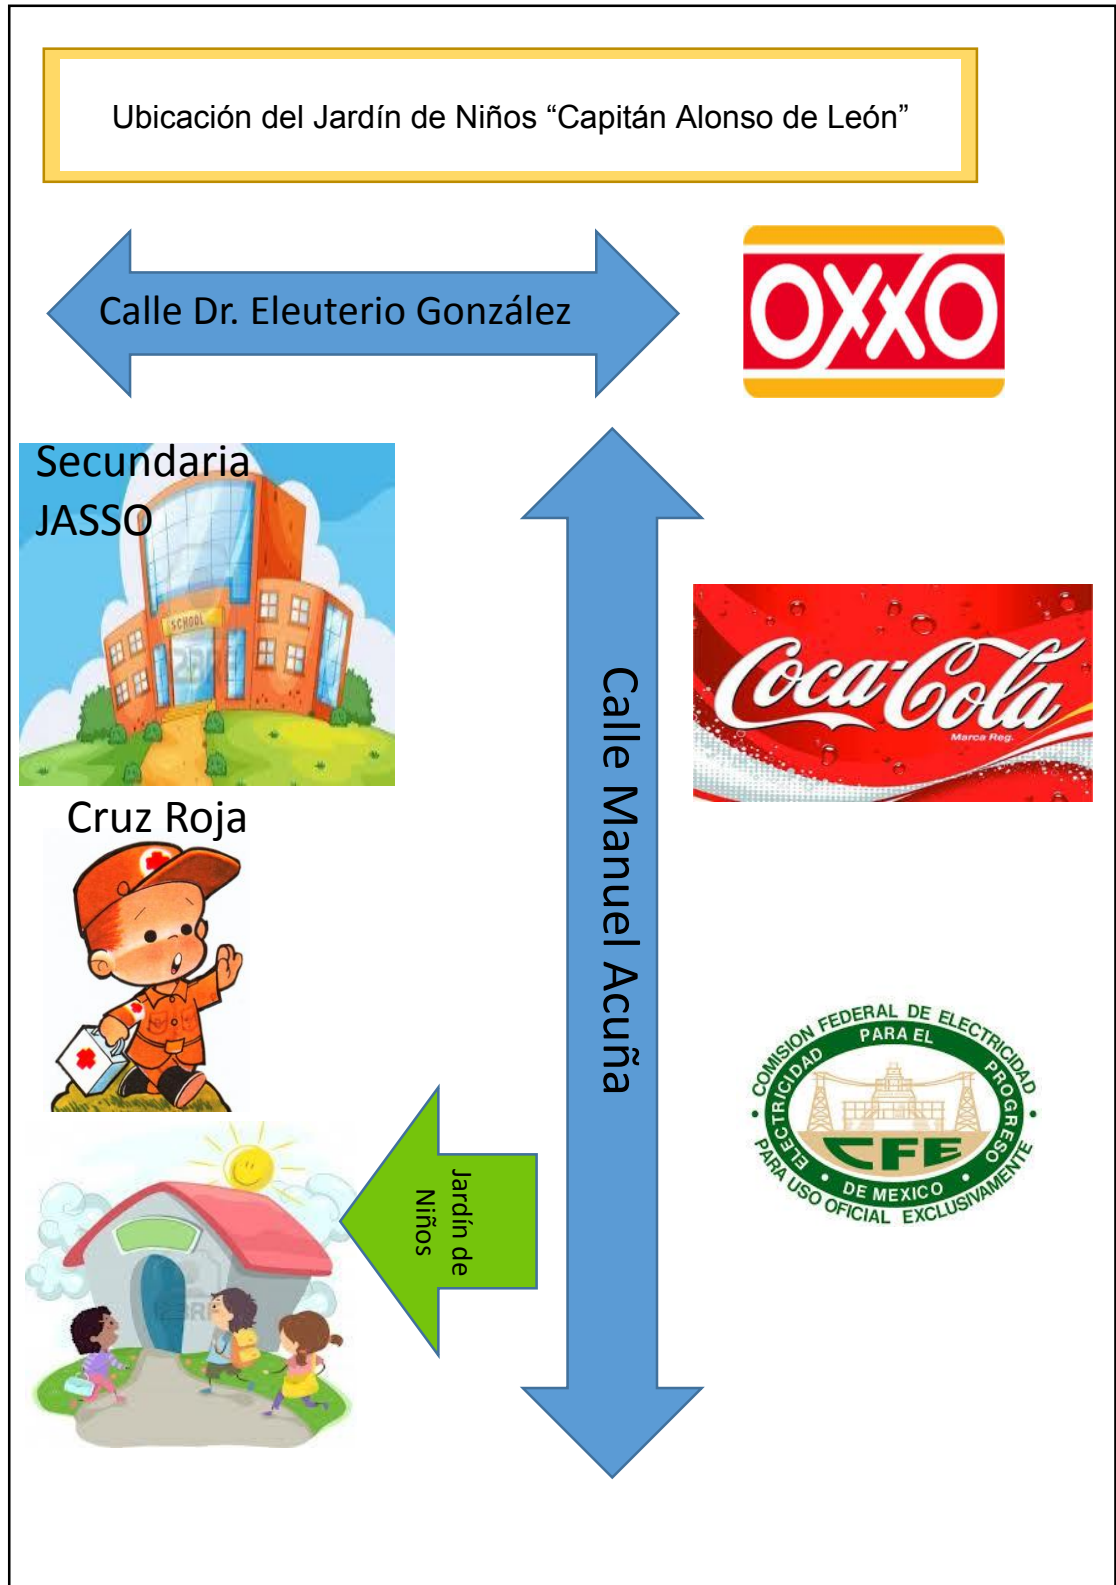 Ubicación del Jardín de Niños “Capitán Alonso de León”
Calle Dr. Eleuterio González
OXXO
Secundaria
JASSO
SCHOOL
Coca-Cola
Marca Reg.
Calle Manuel Acuña
Cruz Roja
COMISION FEDERAL DE ELECTRICIDAD
ELECTRICIDAD PARA EL PROGRESO
DE MEXICO
CFE
PARA USO OFICIAL EXCLUSIVAMENTE
Jardín de
Niños